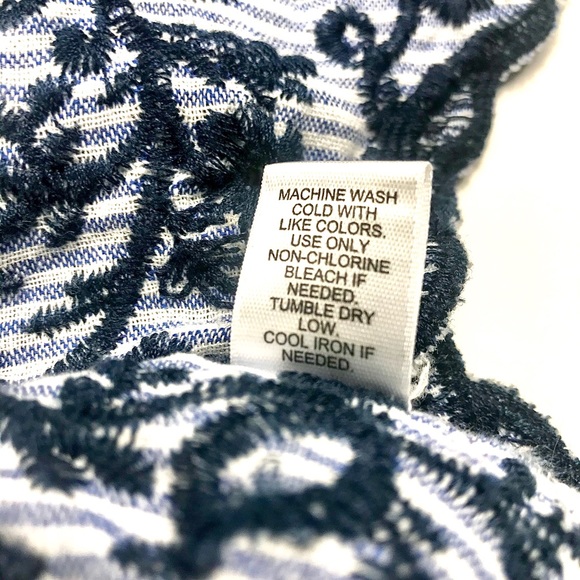 MACHINE WASH
COLD WITH
LIKE COLORS.
USE ONLY
NON-CHLORINE
BLEACH IF
NEEDED.
TUMBLE DRY
LOW.
COOL IRON IF
NEEDED.